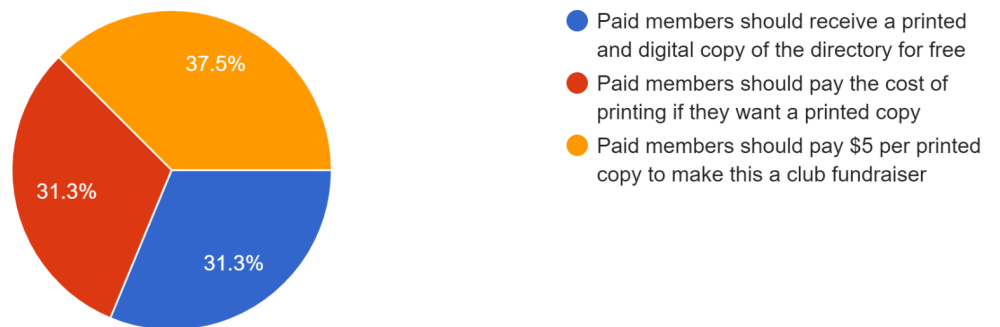 37.5%
31.3%
31.3%
Paid members should receive a printed
and digital copy of the directory for free
Paid members should pay the cost of
printing if they want a printed copy
Paid members should pay $5 per printed
copy to make this a club fundraiser